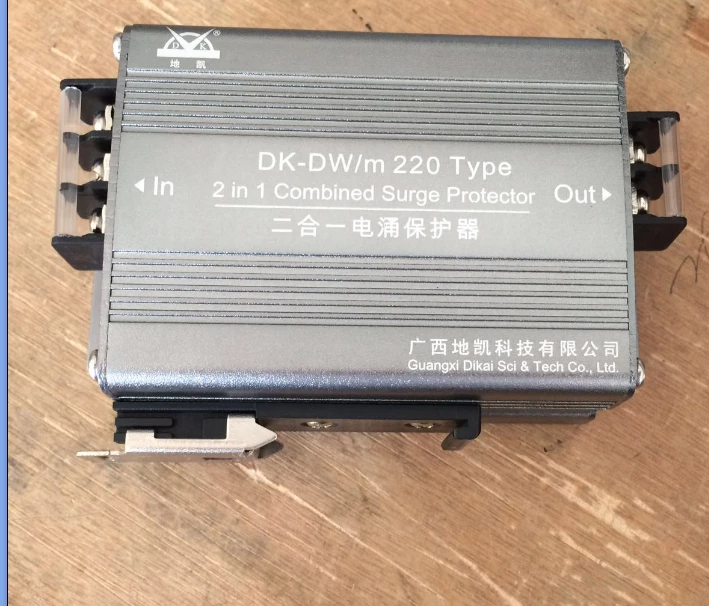 DK
®
地凯
DK-DW/m 220 Type
In
2 in 1 Combined Surge Protector
Out
二合一电涌保护器
广西地凯科技有限公司
Guangxi Dikai Sci & Tech Co., Ltd.